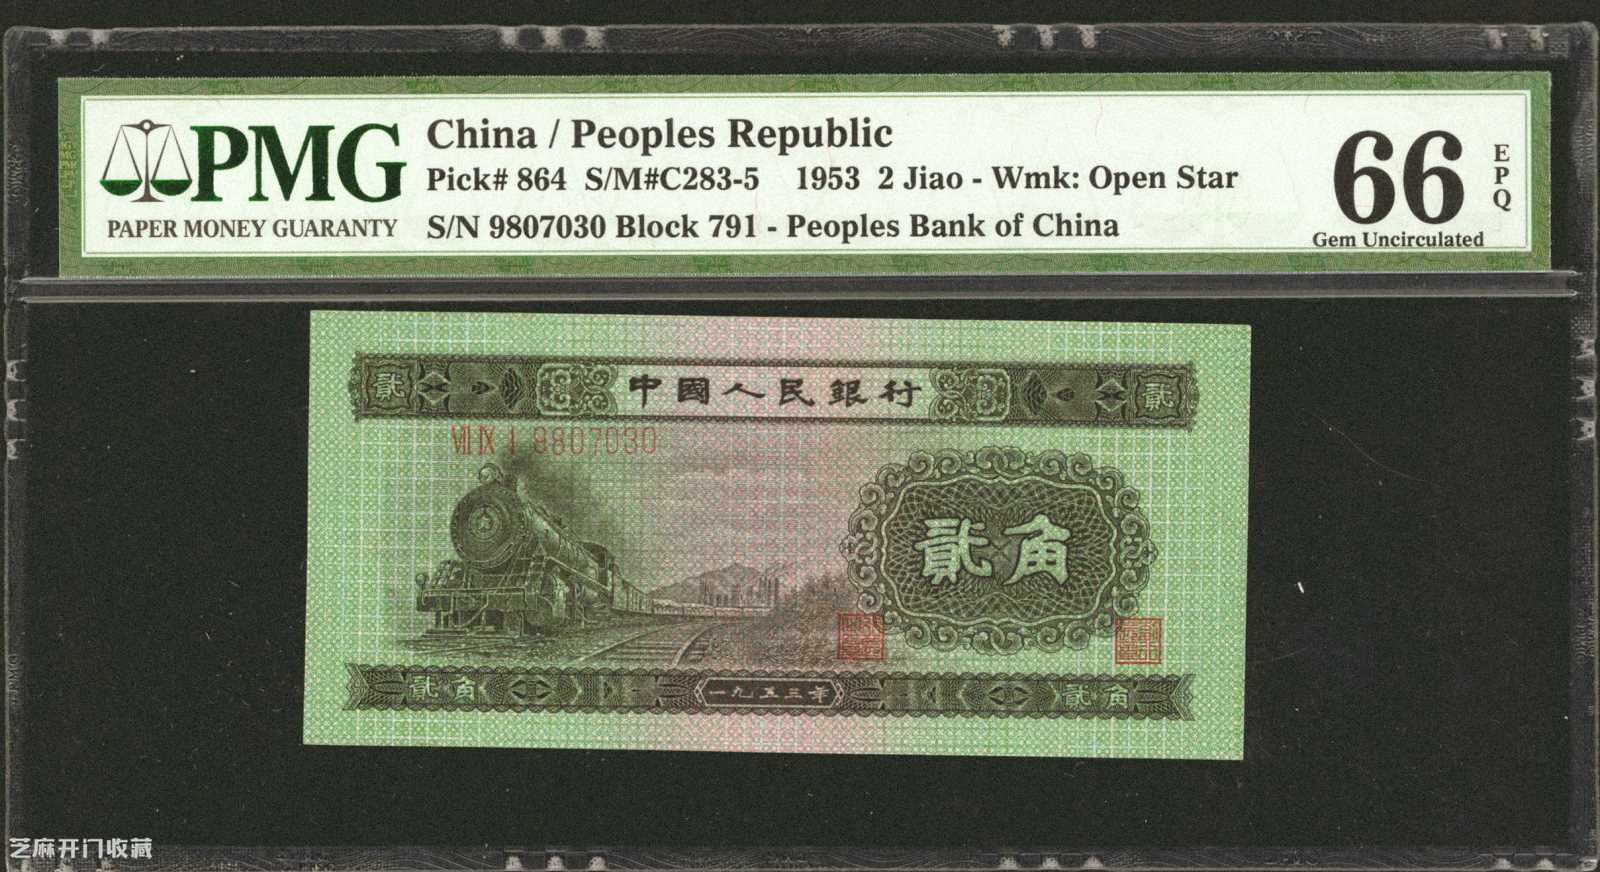 PMG
PAPER MONEY GUARANTY
China / Peoples Republic
Pick# 864 S/M#C283-5 1953 2 Jiao - Wmk: Open Star
S/N 9807030 Block 791 - Peoples Bank of China
66
EPQ
Gem Uncirculated
貳 中國人民銀行 貳
VII IX I 9807030
貳角
貳角 一九五三年 貳角
芝麻开门收藏